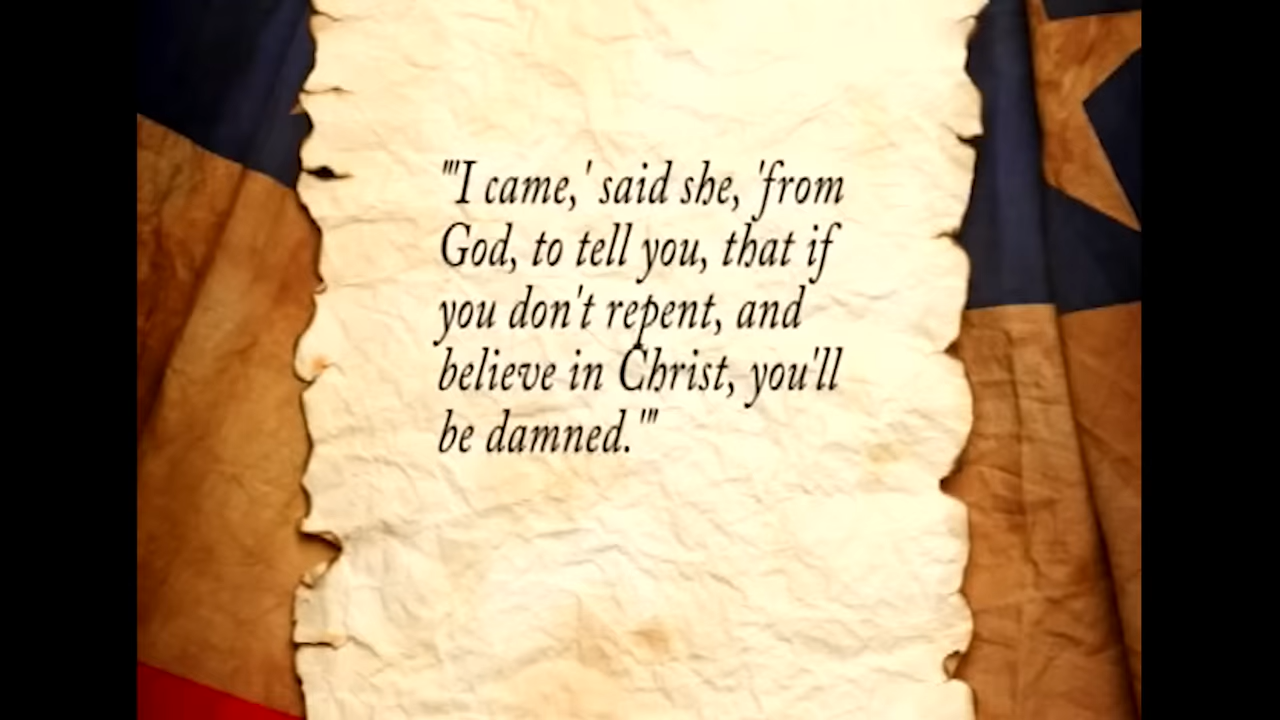 "'I came,' said she, 'from
God, to tell you, that if
you don't repent, and
believe in Christ, you'll
be damned.'"